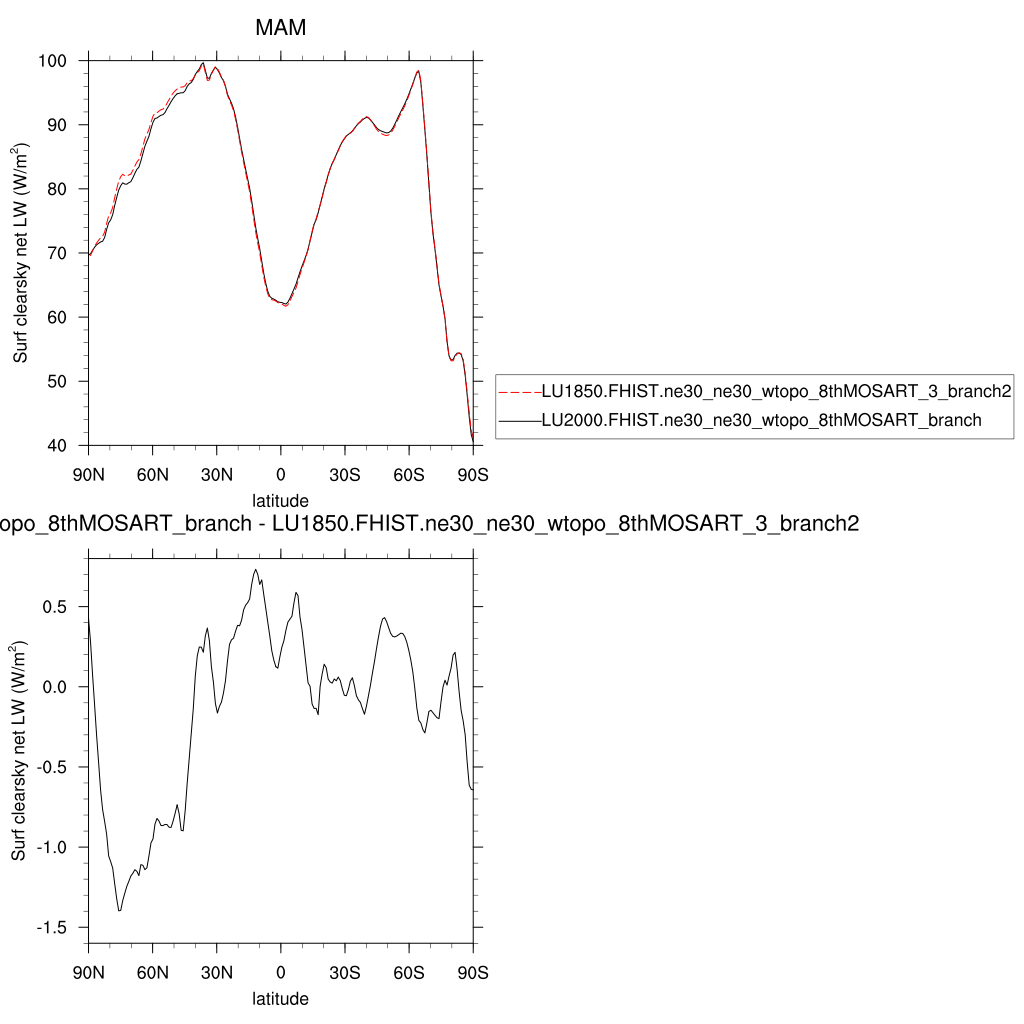 MAM
Surf clearsky net LW (W/m²)
100
90
80
70
60
50
40
90N 60N 30N 0 30S 60S 90S
latitude
LU1850.FHIST.ne30_ne30_wtopo_8thMOSART_3_branch2
LU2000.FHIST.ne30_ne30_wtopo_8thMOSART_branch
opo_8thMOSART_branch - LU1850.FHIST.ne30_ne30_wtopo_8thMOSART_3_branch2
Surf clearsky net LW (W/m²)
0.5
0.0
-0.5
-1.0
-1.5
90N 60N 30N 0 30S 60S 90S
latitude